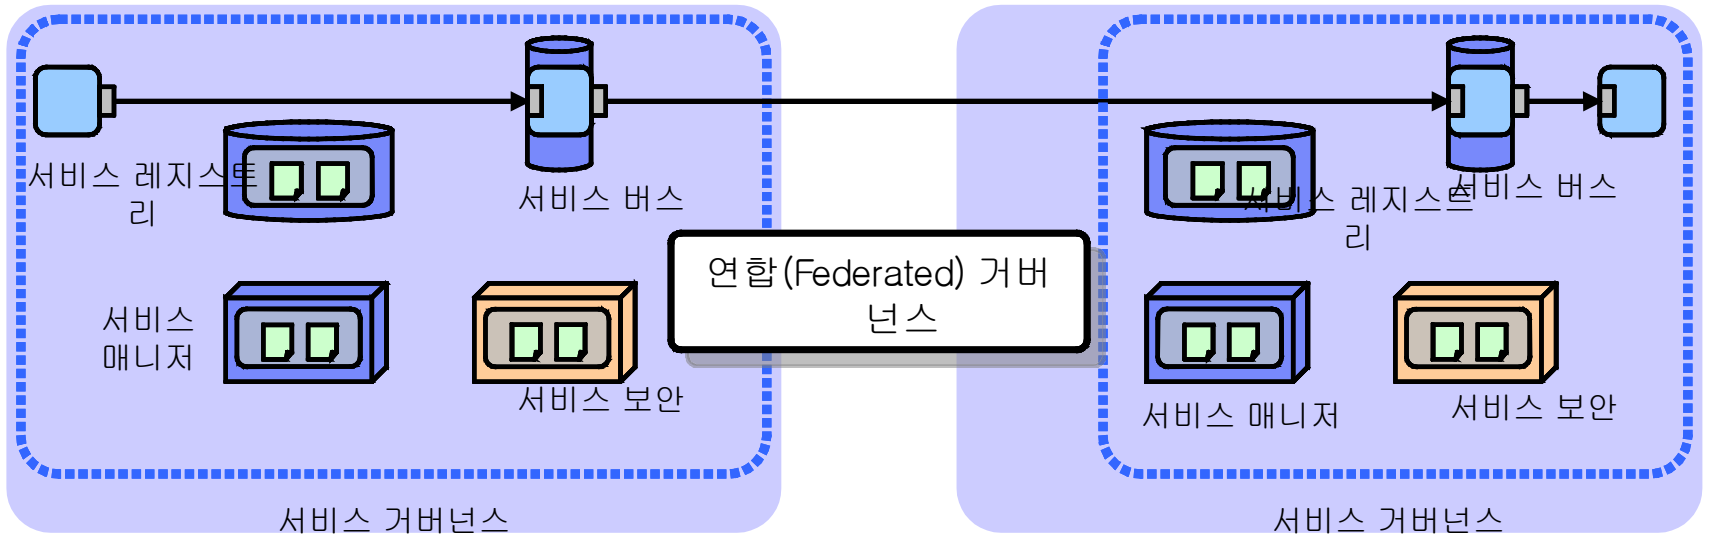 서비스 레지스트
리
서비스 버스
서비스
매니저
서비스 보안
서비스 거버넌스
연합(Federated) 거버
넌스
서비스 버스
서비스 레지스트
리
서비스 매니저
서비스 보안
서비스 거버넌스